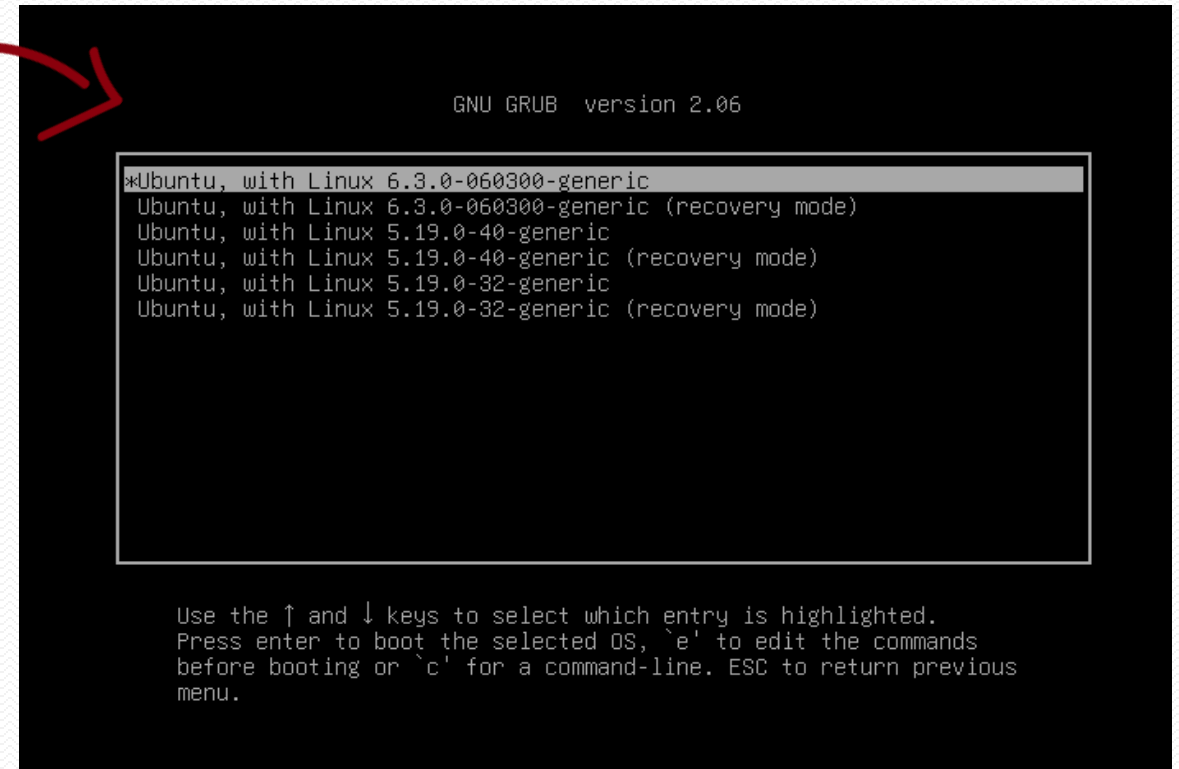 GNU GRUB  version 2.06
*Ubuntu, with Linux 6.3.0-060300-generic
Ubuntu, with Linux 6.3.0-060300-generic (recovery mode)
Ubuntu, with Linux 5.19.0-40-generic
Ubuntu, with Linux 5.19.0-40-generic (recovery mode)
Ubuntu, with Linux 5.19.0-32-generic
Ubuntu, with Linux 5.19.0-32-generic (recovery mode)
Use the ↑ and ↓ keys to select which entry is highlighted.
Press enter to boot the selected OS, `e' to edit the commands
before booting or `c' for a command-line. ESC to return previous
menu.